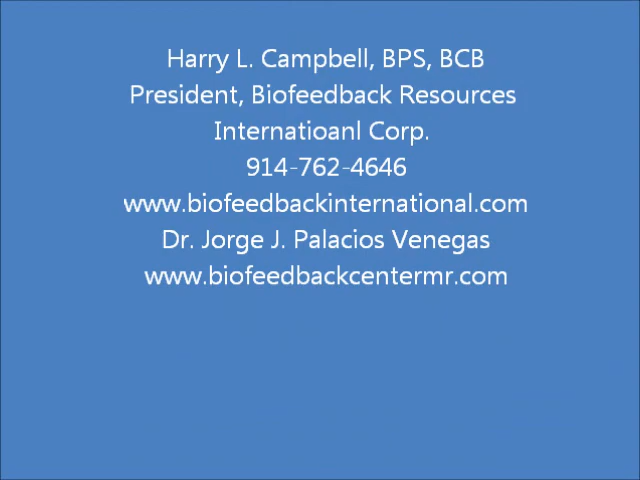 Harry L. Campbell, BPS, BCB
President, Biofeedback Resources
Internatioanl Corp.
914-762-4646
www.biofeedbackinternational.com
Dr. Jorge J. Palacios Venegas
www.biofeedbackcentermr.com